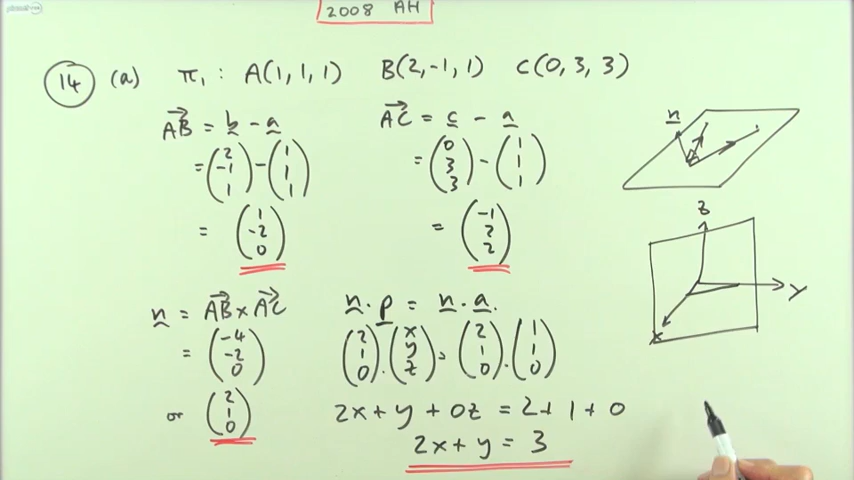 2008 AH
14 (a) π₁ : A(1, 1, 1) B(2, -1, 1) C(0, 3, 3)
AB = b - a
= (2 -1 1) - (1 1 1)
= (1 -2 0)
AC = c - a
= (0 3 3) - (1 1 1)
= (-1 2 2)
n
z
y
x
n = AB × AC
= (-4 -2 0)
or (2 1 0)
n . p = n . a.
(2 1 0) . (x y z) = (2 1 0) . (1 1 1)
2x + y + 0z = 2 + 1 + 0
2x + y = 3